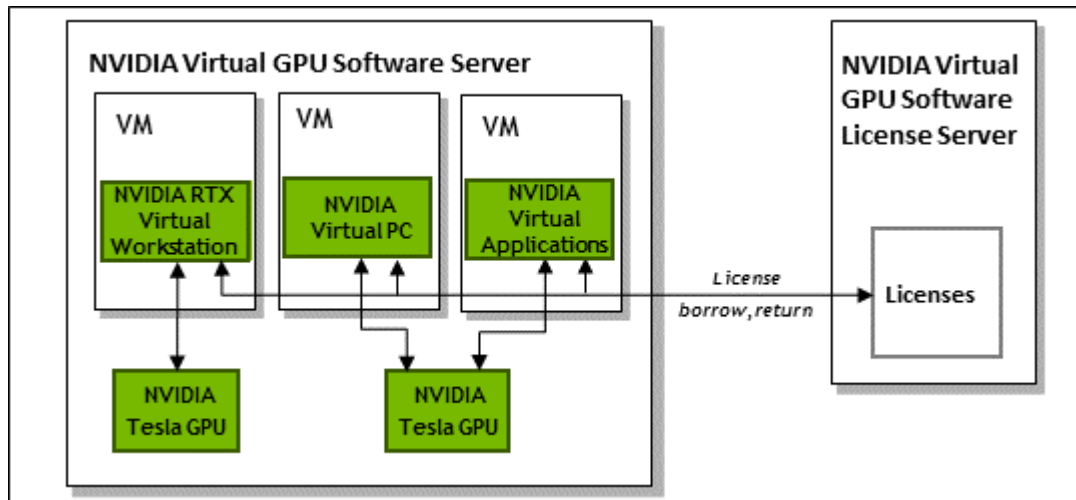 NVIDIA Virtual GPU Software Server
VM
NVIDIA RTX
Virtual
Workstation
VM
NVIDIA
Virtual PC
VM
NVIDIA
Virtual
Applications
NVIDIA
Tesla GPU
NVIDIA
Tesla GPU
License
borrow, return
NVIDIA Virtual
GPU Software
License Server
Licenses